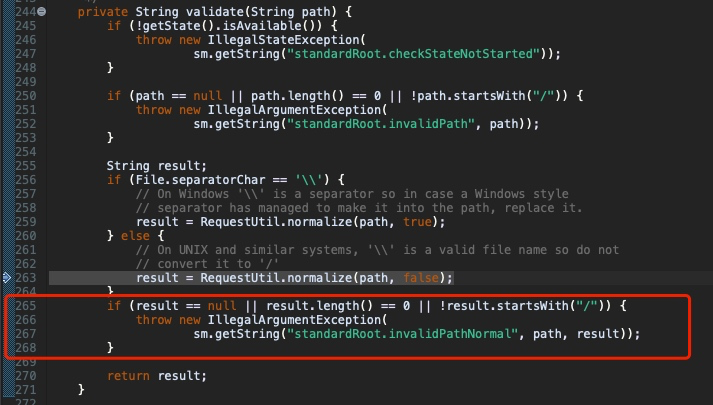 244 private String validate(String path) {
245 if (!getState().isAvailable()) {
246 throw new IllegalStateException(
247 sm.getString("standardRoot.checkStateNotStarted"));
248 }
249
250 if (path == null || path.length() == 0 || !path.startsWith("/")) {
251 throw new IllegalArgumentException(
252 sm.getString("standardRoot.invalidPath", path));
253 }
254
255 String result;
256 if (File.separatorChar == '\\') {
257 // On Windows '\\' is a separator so in case a Windows style
258 // separator has managed to make it into the path, replace it.
259 result = RequestUtil.normalize(path, true);
260 } else {
261 // On UNIX and similar systems, '\\' is a valid file name so do not
262 // convert it to '/'
263 result = RequestUtil.normalize(path, false);
264 }
265 if (result == null || result.length() == 0 || !result.startsWith("/")) {
266 throw new IllegalArgumentException(
267 sm.getString("standardRoot.invalidPathNormal", path, result));
268 }
269
270 return result;
271 }
272